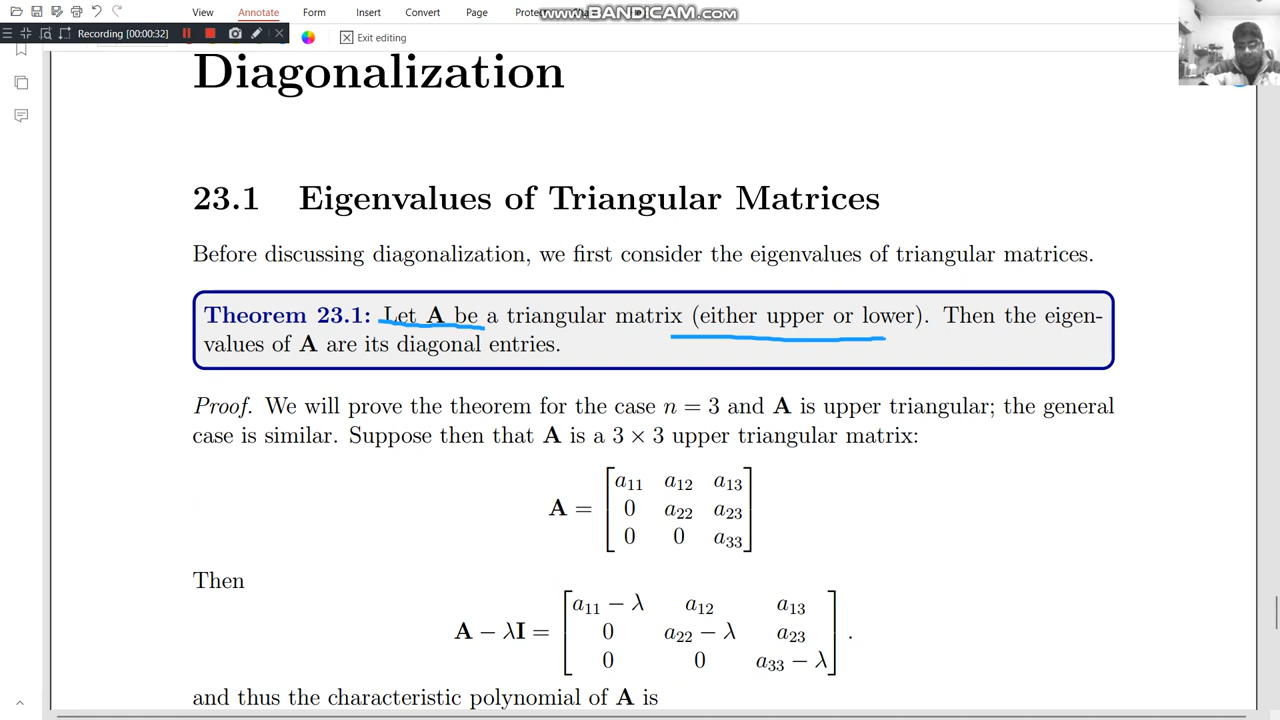 View Annotate Form Insert Convert Page
www.BANDICAM.com
Recording [00:00:32]
Exit editing
Diagonalization
23.1 Eigenvalues of Triangular Matrices
Before discussing diagonalization, we first consider the eigenvalues of triangular matrices.
Theorem 23.1: Let A be a triangular matrix (either upper or lower). Then the eigen-
values of A are its diagonal entries.
Proof. We will prove the theorem for the case n = 3 and A is upper triangular; the general
case is similar. Suppose then that A is a 3 × 3 upper triangular matrix:
a₁₁ a₁₂ a₁₃
A = 0 a₂₂ a₂₃
0 0 a₃₃
Then
a₁₁ − λ a₁₂ a₁₃
A − λI = 0 a₂₂ − λ a₂₃ .
0 0 a₃₃ − λ
and thus the characteristic polynomial of A is